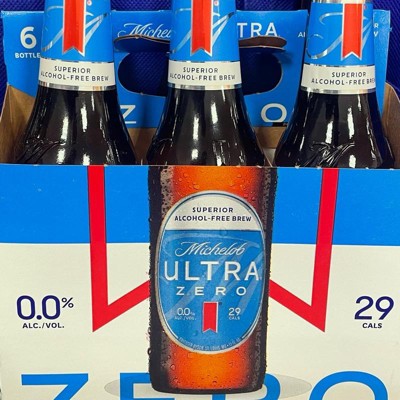 6
BOTTLE
Michelob ULTRA
SUPERIOR
ALCOHOL-FREE BREW
SUPERIOR
ALCOHOL-FREE BREW
SUPERIOR
ALCOHOL-FREE BREW
SUPERIOR
ALCOHOL-FREE BREW
Michelob
ULTRA
ZERO
0.0%
ALC./VOL.
29
CALS
0.0%
ALC./VOL.
29
CALS
ZERO